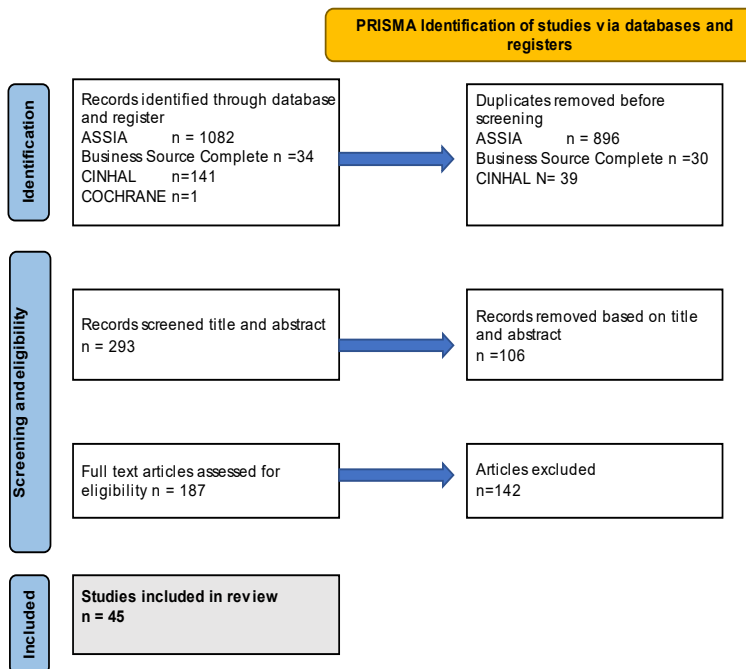 PRISMA Identification of studies via databases and
registers
Identification
Records identified through database
and register
ASSIA n = 1082
Business Source Complete n =34
CINHAL n=141
COCHRANE n=1
Duplicates removed before
screening
ASSIA n = 896
Business Source Complete n =30
CINHAL N= 39
Screening andeligibility
Records screened title and abstract
n = 293
Records removed based on title
and abstract
n =106
Full text articles assessed for
eligibility n = 187
Articles excluded
n=142
Included
Studies included in review
n = 45